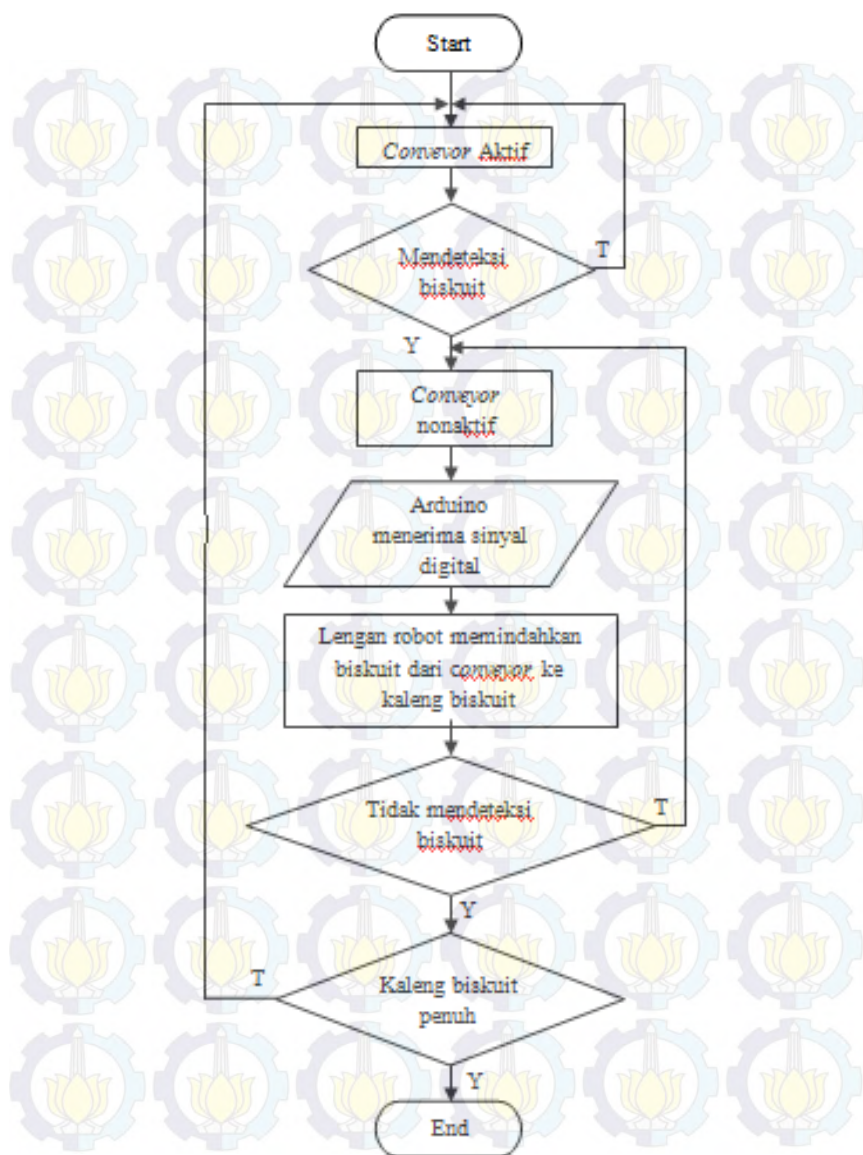 Start
Conveyor Aktif
Mendeteksi
biskuit
T
Y
Conveyor
nonaktif
Arduino
menerima sinyal
digital
Lengan robot memindahkan
biskuit dari conveyor ke
kaleng biskuit
Tidak mendeteksi
biskuit
T
Y
Kaleng biskuit
penuh
T
Y
End